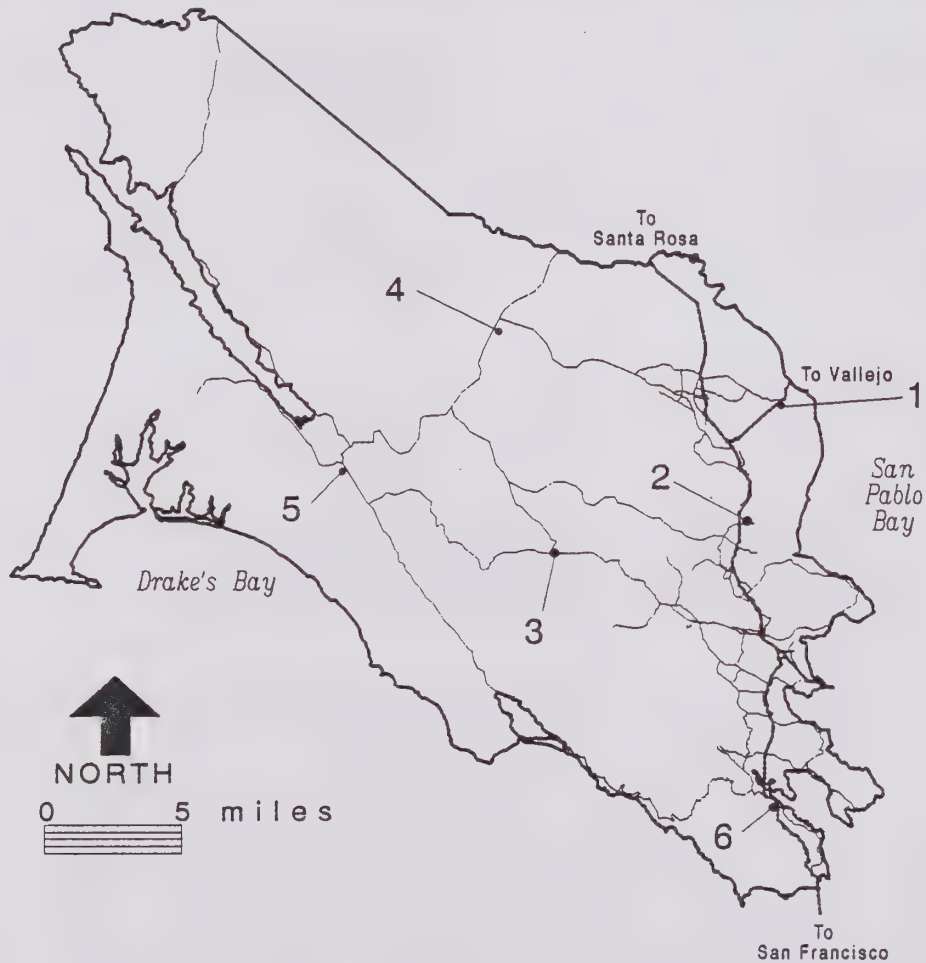 To
Santa Rosa
4
To Vallejo
1
2
San
Pablo
Bay
5
Drake's Bay
3
NORTH
0 5 miles
6
To
San Francisco